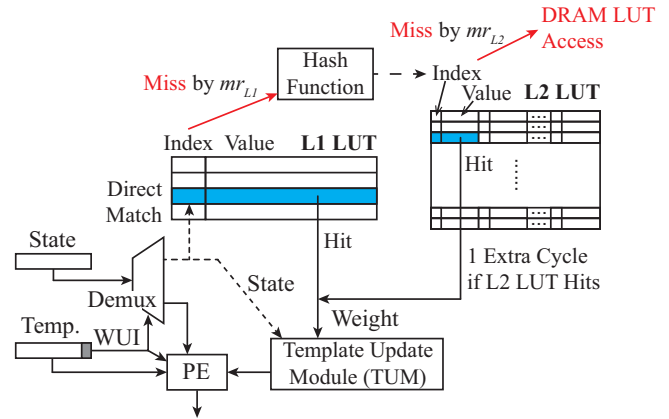 DRAM LUT
Access
Miss by mr_L2
Hash
Function
Miss by mr_L1
Index
Value
L2 LUT
Index
Value
L1 LUT
Hit
Direct
Match
Hit
State
State
1 Extra Cycle
if L2 LUT Hits
Demux
Temp.
WUI
Weight
PE
Template Update
Module (TUM)